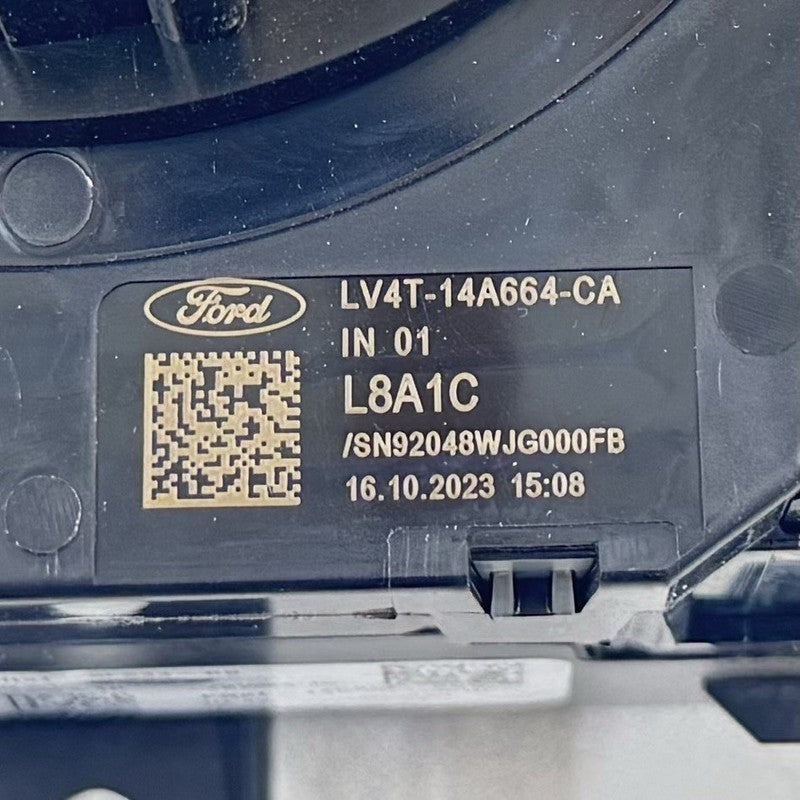 Ford
LV4T-14A664-CA
IN 01
L8A1C
/SN92048WJG000FB
16.10.2023 15:08